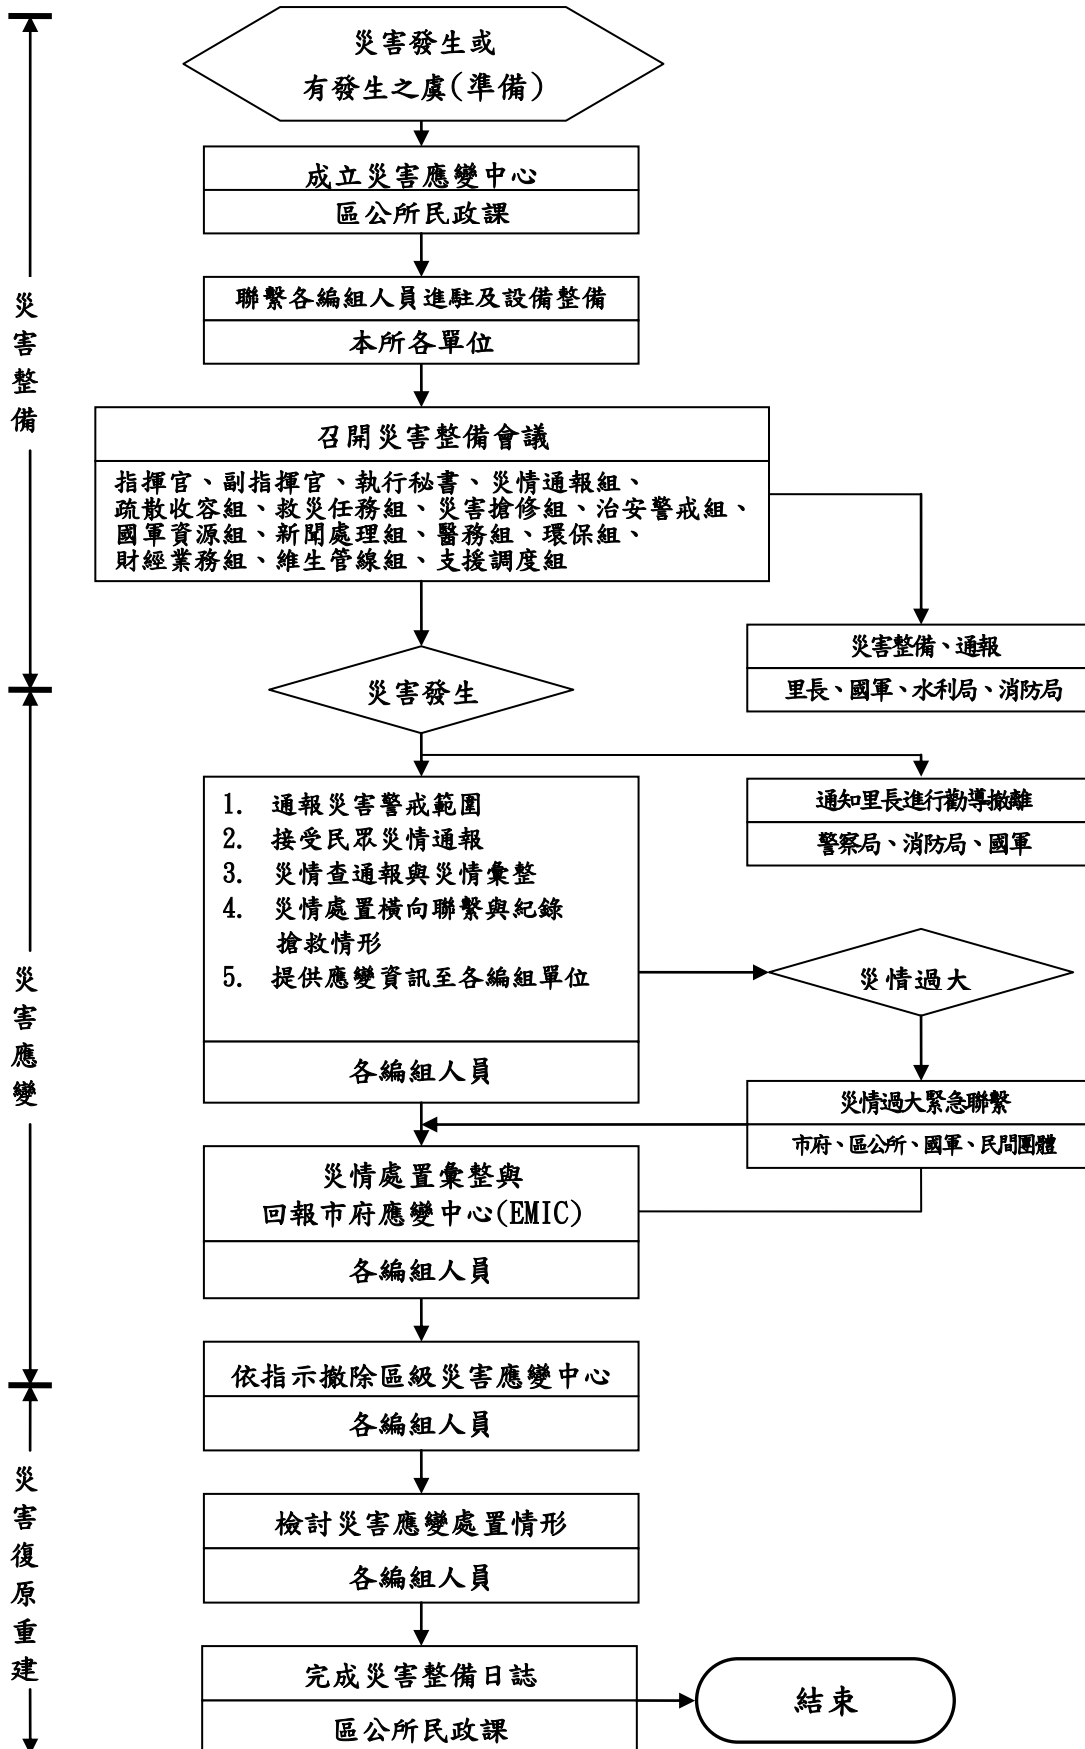 災害發生或
有發生之虞(準備)
成立災害應變中心
區公所民政課
聯繫各編組人員進駐及設備整備
本所各單位
召開災害整備會議
指揮官、副指揮官、執行秘書、災情通報組、
疏散收容組、救災任務組、災害搶修組、治安警戒組、
國軍資源組、新聞處理組、醫務組、環保組、
財經業務組、維生管線組、支援調度組
災害整備、通報
里長、國軍、水利局、消防局
災害發生
通知里長進行勸導撤離
警察局、消防局、國軍
1. 通報災害警戒範圍
2. 接受民眾災情通報
3. 災情查通報與災情彙整
4. 災情處置橫向聯繫與紀錄
搶救情形
5. 提供應變資訊至各編組單位
各編組人員
災情過大
災情過大緊急聯繫
市府、區公所、國軍、民間團體
災情處置彙整與
回報市府應變中心(EMIC)
各編組人員
依指示撤除區級災害應變中心
各編組人員
檢討災害應變處置情形
各編組人員
完成災害整備日誌
區公所民政課
結束
災害整備
災害應變
災害復原重建